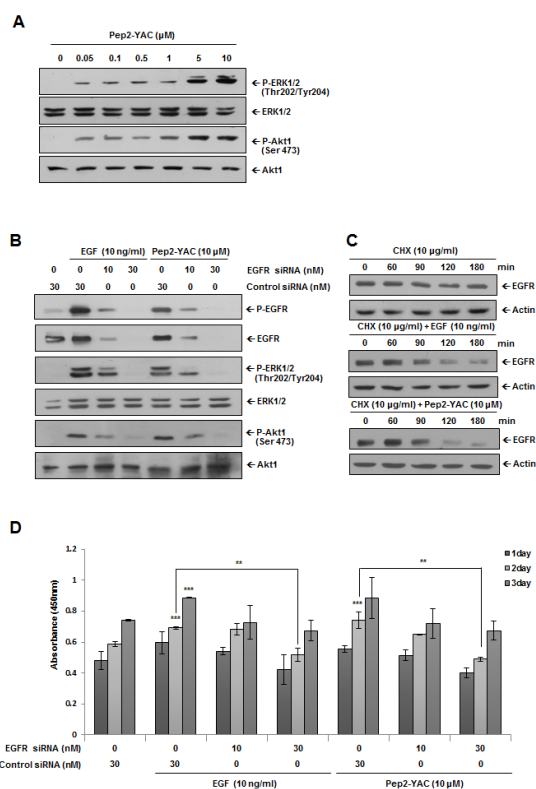 A
Pep2-YAC (μM)
0 0.05 0.1 0.5 1 5 10
←P-ERK1/2
(Thr202/Tyr204)
←ERK1/2
←P-Akt1
(Ser 473)
←Akt1
B
EGF (10 ng/ml) Pep2-YAC (10 μM)
0 0 10 30 0 10 30 EGFR siRNA (nM)
30 30 0 0 30 0 0 Control siRNA (nM)
←P-EGFR
←EGFR
←P-ERK1/2
(Thr202/Tyr204)
←ERK1/2
←P-Akt1
(Ser 473)
←Akt1
C
CHX (10 μg/ml)
0 60 90 120 180 min
←EGFR
←Actin
CHX (10 μg/ml) + EGF (10 ng/ml)
0 60 90 120 180 min
←EGFR
←Actin
CHX (10 μg/ml) + Pep2-YAC (10 μM)
0 60 90 120 180 min
←EGFR
←Actin
D
Absorbance (450nm)
1.2
1
0.8
0.6
0.4
0.2
0
*** *** ** *** **
1day
2day
3day
EGFR siRNA (nM) 0 0 10 30 0 10 30
Control siRNA (nM) 30 30 0 0 30 0 0
EGF (10 ng/ml) Pep2-YAC (10 μM)